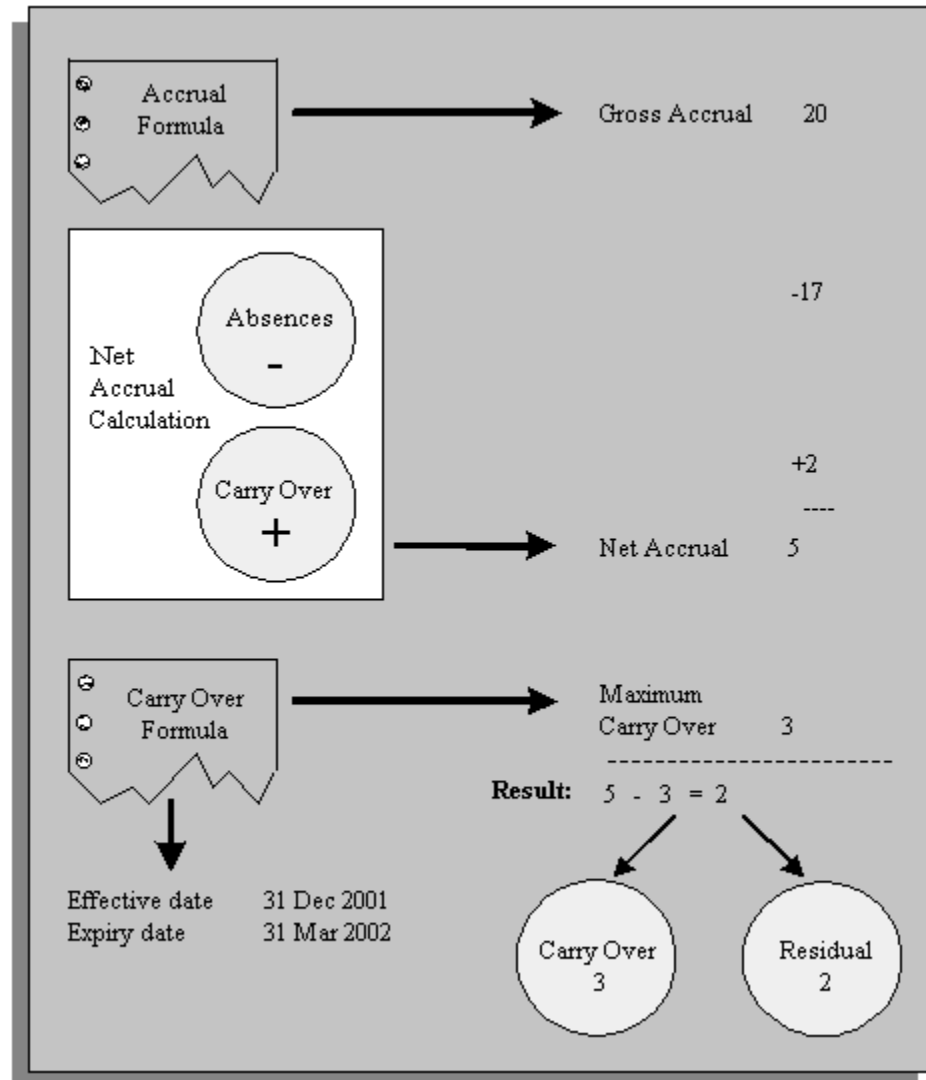 Accrual
Formula
Gross Accrual 20
Net
Accrual
Calculation
Absences
-
-17
Carry Over
+
+2
----
Net Accrual 5
Carry Over
Formula
Maximum
Carry Over 3
------------------------
Result: 5 - 3 = 2
Effective date 31 Dec 2001
Expiry date 31 Mar 2002
Carry Over
3
Residual
2